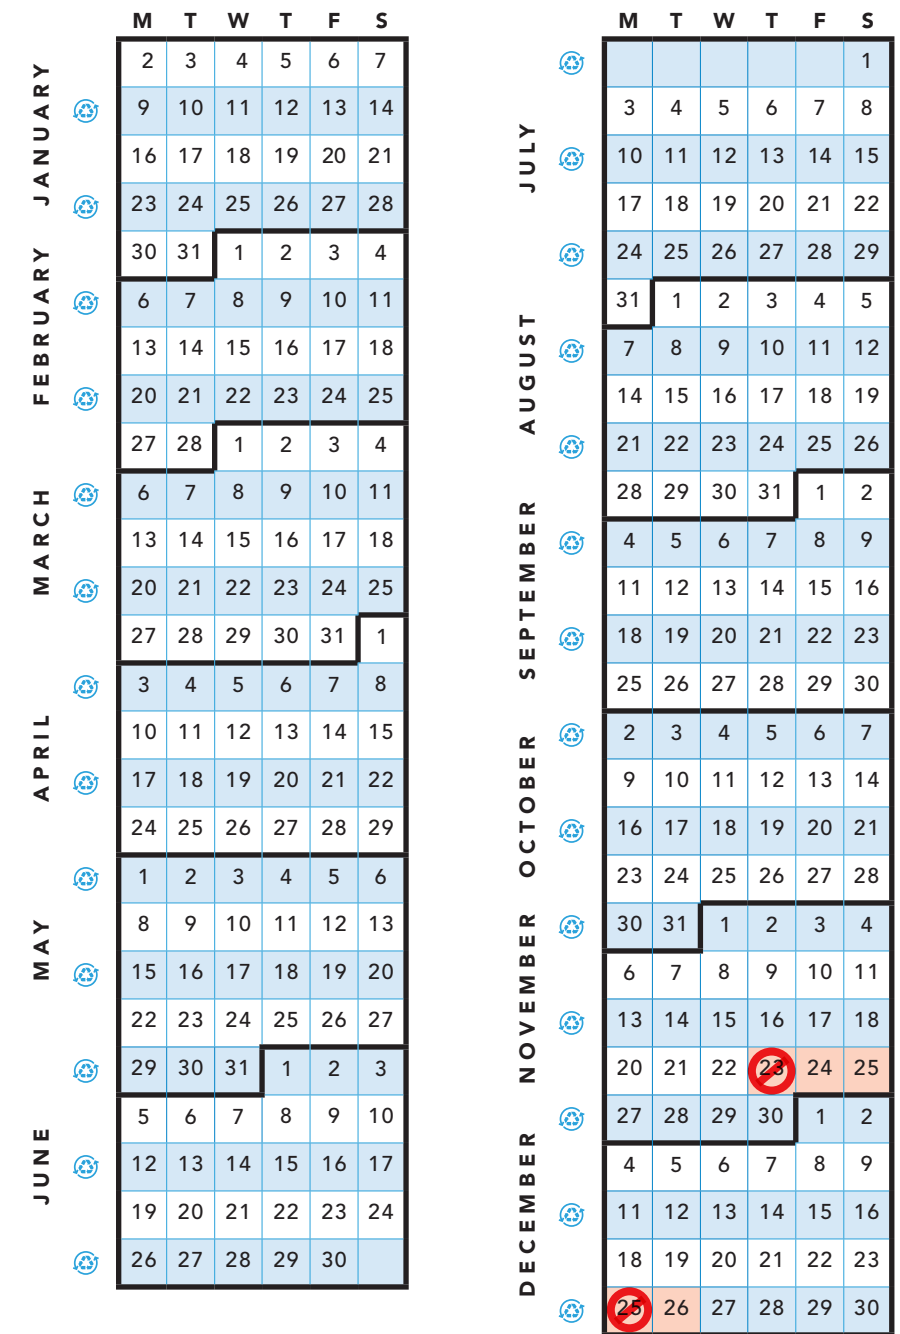 M T W T F S
JANUARY
2 3 4 5 6 7
9 10 11 12 13 14
16 17 18 19 20 21
23 24 25 26 27 28
30 31 1 2 3 4
FEBRUARY
6 7 8 9 10 11
13 14 15 16 17 18
20 21 22 23 24 25
27 28 1 2 3 4
MARCH
6 7 8 9 10 11
13 14 15 16 17 18
20 21 22 23 24 25
27 28 29 30 31 1
APRIL
3 4 5 6 7 8
10 11 12 13 14 15
17 18 19 20 21 22
24 25 26 27 28 29
MAY
1 2 3 4 5 6
8 9 10 11 12 13
15 16 17 18 19 20
22 23 24 25 26 27
29 30 31 1 2 3
JUNE
5 6 7 8 9 10
12 13 14 15 16 17
19 20 21 22 23 24
26 27 28 29 30
M T W T F S
JULY
1
3 4 5 6 7 8
10 11 12 13 14 15
17 18 19 20 21 22
24 25 26 27 28 29
31 1 2 3 4 5
AUGUST
7 8 9 10 11 12
14 15 16 17 18 19
21 22 23 24 25 26
28 29 30 31 1 2
SEPTEMBER
4 5 6 7 8 9
11 12 13 14 15 16
18 19 20 21 22 23
25 26 27 28 29 30
OCTOBER
2 3 4 5 6 7
9 10 11 12 13 14
16 17 18 19 20 21
23 24 25 26 27 28
30 31 1 2 3 4
NOVEMBER
6 7 8 9 10 11
13 14 15 16 17 18
20 21 22 23 24 25
27 28 29 30 1 2
DECEMBER
4 5 6 7 8 9
11 12 13 14 15 16
18 19 20 21 22 23
25 26 27 28 29 30